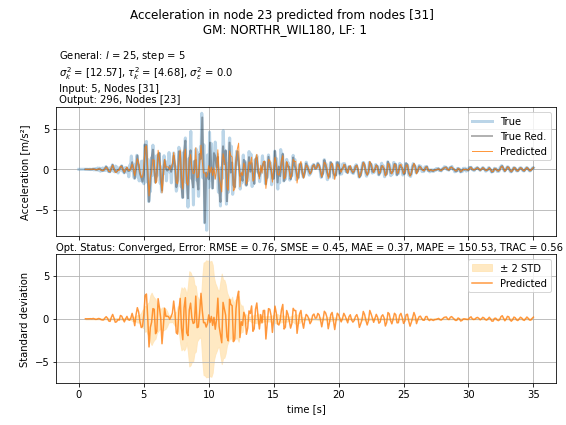 Acceleration in node 23 predicted from nodes [31]
GM: NORTHR_WIL180, LF: 1
General: l = 25, step = 5
σ²ₖ = [12.57], τ²ₖ = [4.68], σ²ₑ = 0.0
Input: 5, Nodes [31]
Output: 296, Nodes [23]
True
True Red.
Predicted
Acceleration [m/s²]
5
0
−5
Opt. Status: Converged, Error: RMSE = 0.76, SMSE = 0.45, MAE = 0.37, MAPE = 150.53, TRAC = 0.56
± 2 STD
Predicted
Standard deviation
5
0
−5
0 5 10 15 20 25 30 35
time [s]